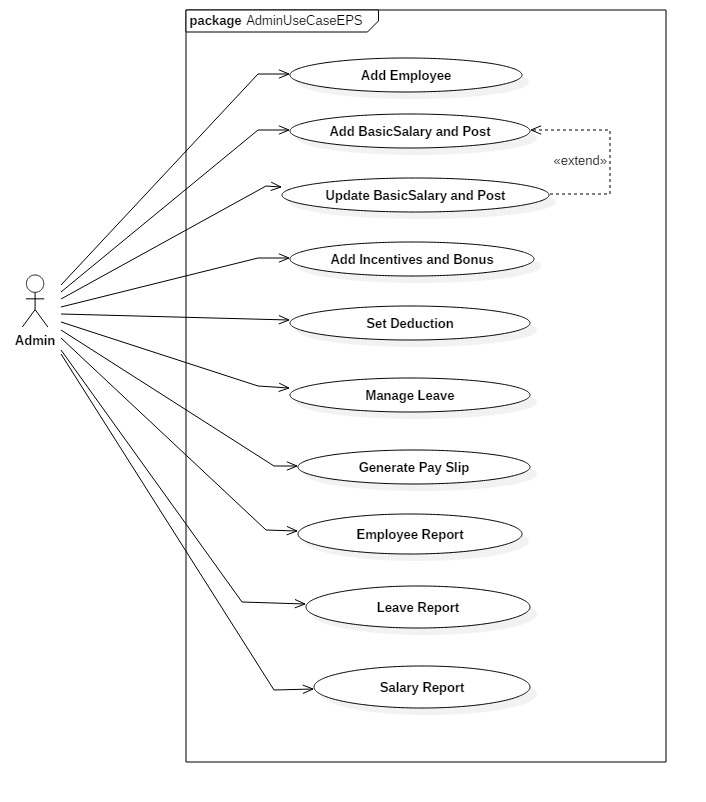 package AdminUseCaseEPS
Add Employee
Add BasicSalary and Post
«extend»
Update BasicSalary and Post
Add Incentives and Bonus
Set Deduction
Admin
Manage Leave
Generate Pay Slip
Employee Report
Leave Report
Salary Report